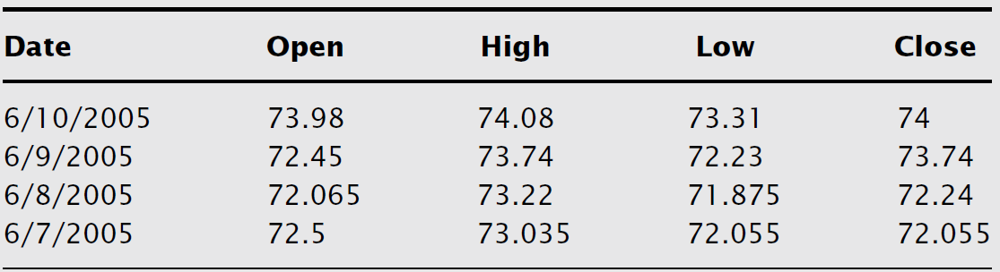 Date Open High Low Close
6/10/2005 73.98 74.08 73.31 74
6/9/2005 72.45 73.74 72.23 73.74
6/8/2005 72.065 73.22 71.875 72.24
6/7/2005 72.5 73.035 72.055 72.055